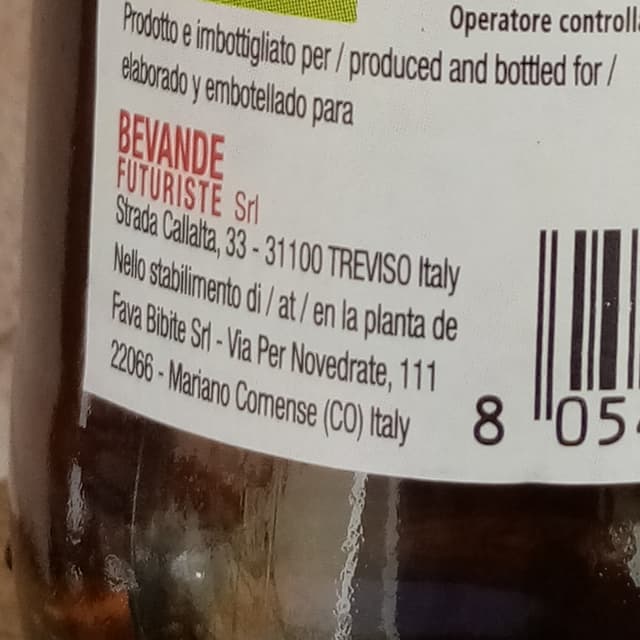 Operatore controll
Prodotto e imbottigliato per / produced and bottled for /
elaborado y embotellado para
BEVANDE
FUTURISTE Srl
Strada Callalta, 33 - 31100 TREVISO Italy
Nello stabilimento di / at / en la planta de
Fava Bibite Srl - Via Per Novedrate, 111
22066 - Mariano Comense (CO) Italy
8 054